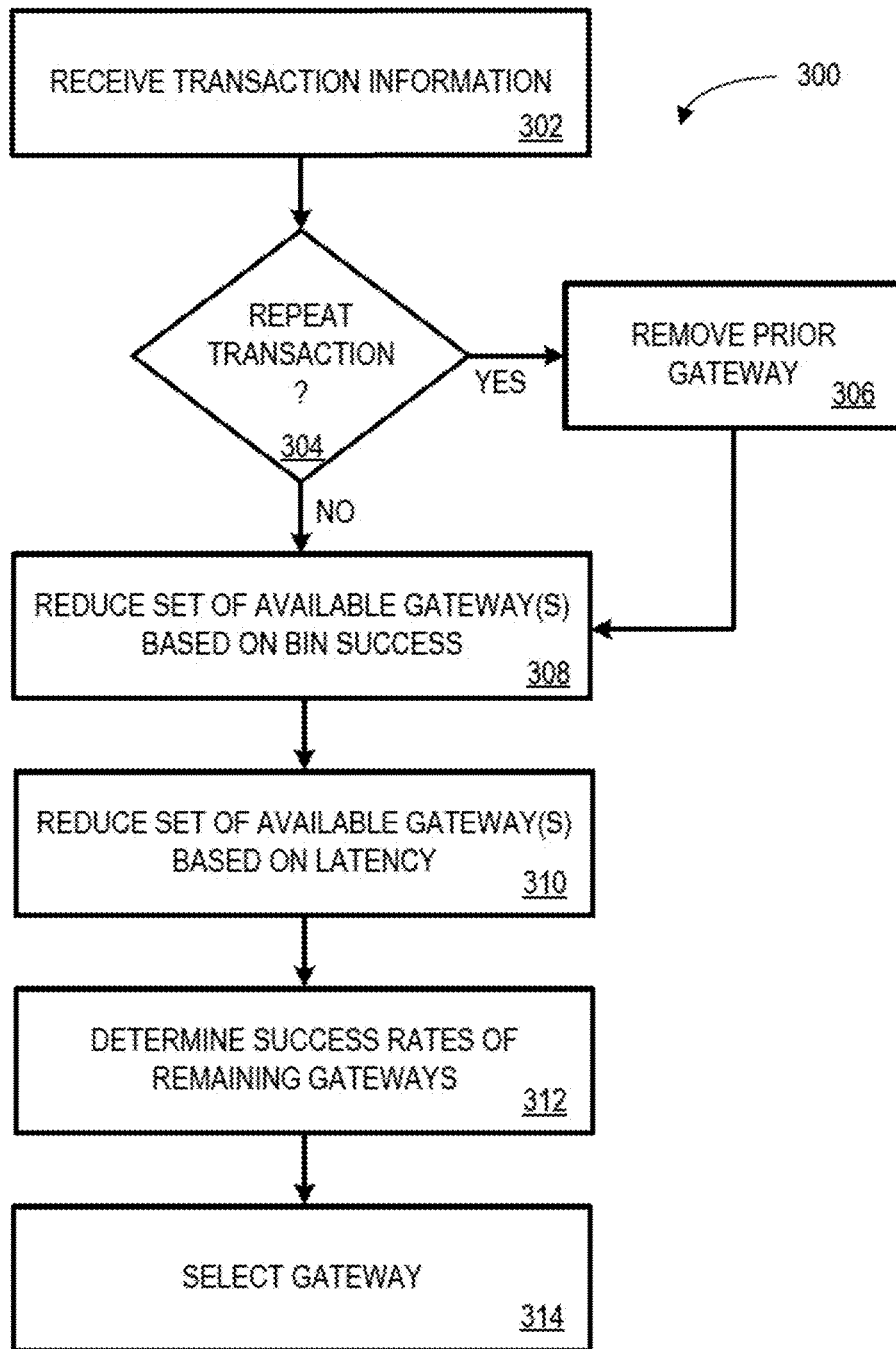 RECEIVE TRANSACTION INFORMATION
302
300
REPEAT
TRANSACTION
?
304
YES
REMOVE PRIOR
GATEWAY
306
NO
REDUCE SET OF AVAILABLE GATEWAY(S)
BASED ON BIN SUCCESS
308
REDUCE SET OF AVAILABLE GATEWAY(S)
BASED ON LATENCY
310
DETERMINE SUCCESS RATES OF
REMAINING GATEWAYS
312
SELECT GATEWAY
314